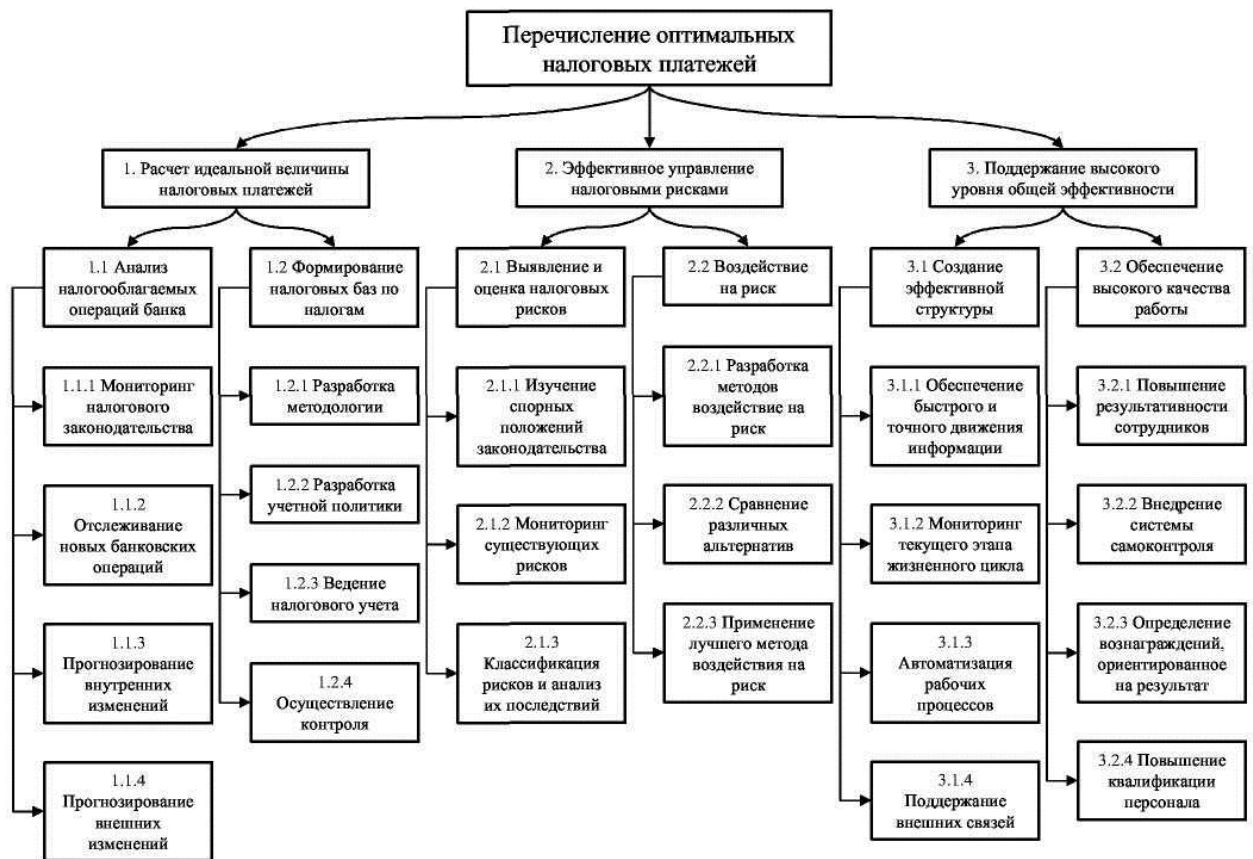 Перечисление оптимальных
налоговых платежей
1. Расчет идеальной величины
налоговых платежей
2. Эффективное управление
налоговыми рисками
3. Поддержание высокого
уровня общей эффективности
1.1 Анализ
налогооблагаемых
операций банка
1.2 Формирование
налоговых баз по
налогам
2.1 Выявление и
оценка налоговых
рисков
2.2 Воздействие
на риск
3.1 Создание
эффективной
структуры
3.2 Обеспечение
высокого качества
работы
1.1.1 Мониторинг
налогового
законодательства
1.2.1 Разработка
методологии
2.1.1 Изучение
спорных
положений
законодательства
2.2.1 Разработка
методов
воздействие на
риск
3.1.1 Обеспечение
быстрого и
точного движения
информации
3.2.1 Повышение
результативности
сотрудников
1.1.2
Отслеживание
новых банковских
операций
1.2.2 Разработка
учетной политики
2.1.2 Мониторинг
существующих
рисков
2.2.2 Сравнение
различных
альтернатив
3.1.2 Мониторинг
текущего этапа
жизненного цикла
3.2.2 Внедрение
системы
самоконтроля
1.1.3
Прогнозирование
внутренних
изменений
1.2.3 Ведение
налогового учета
2.1.3
Классификация
рисков и анализ
их последствий
2.2.3 Применение
лучшего метода
воздействия на
риск
3.1.3
Автоматизация
рабочих
процессов
3.2.3 Определение
вознаграждений,
ориентированное
на результат
1.2.4
Осуществление
контроля
1.1.4
Прогнозирование
внешних
изменений
3.1.4
Поддержание
внешних связей
3.2.4 Повышение
квалификации
персонала